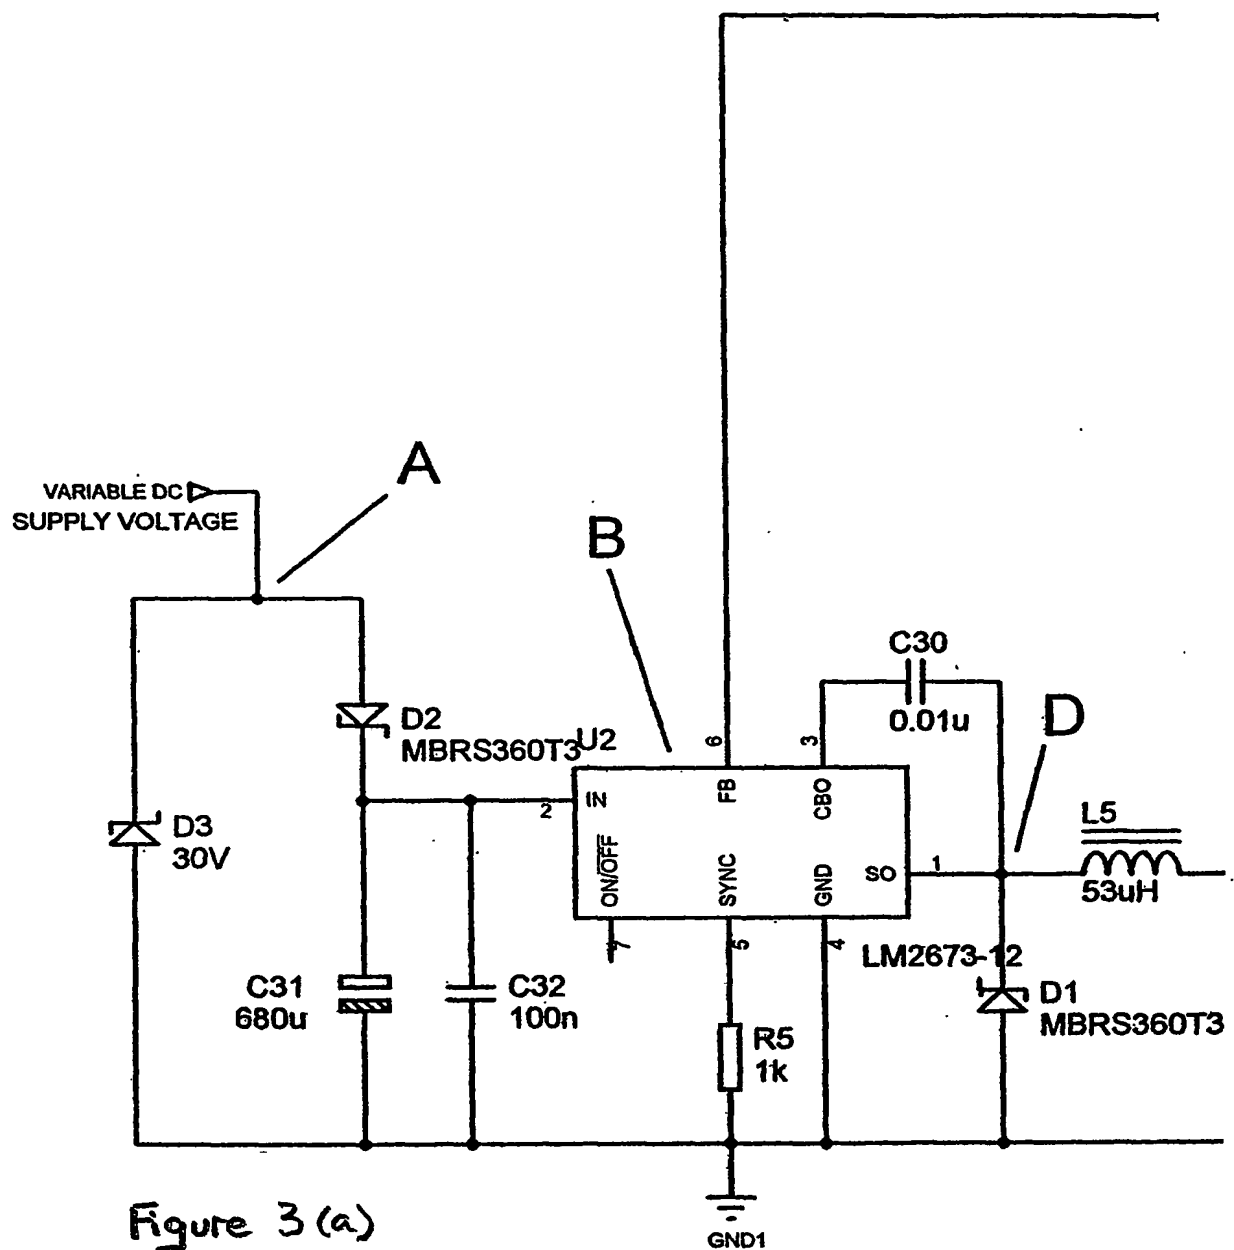 A
VARIABLE DC
SUPPLY VOLTAGE
B
C30
0.01u
D
D2
MBRS360T3
U2
6
3
IN
FB
CBO
2
L5
53uH
D3
30V
ON/OFF
SYNC
GND
SO
1
7
5
4
LM2673-12
C31
680u
C32
100n
D1
MBRS360T3
R5
1k
Figure 3 (a)
GND1